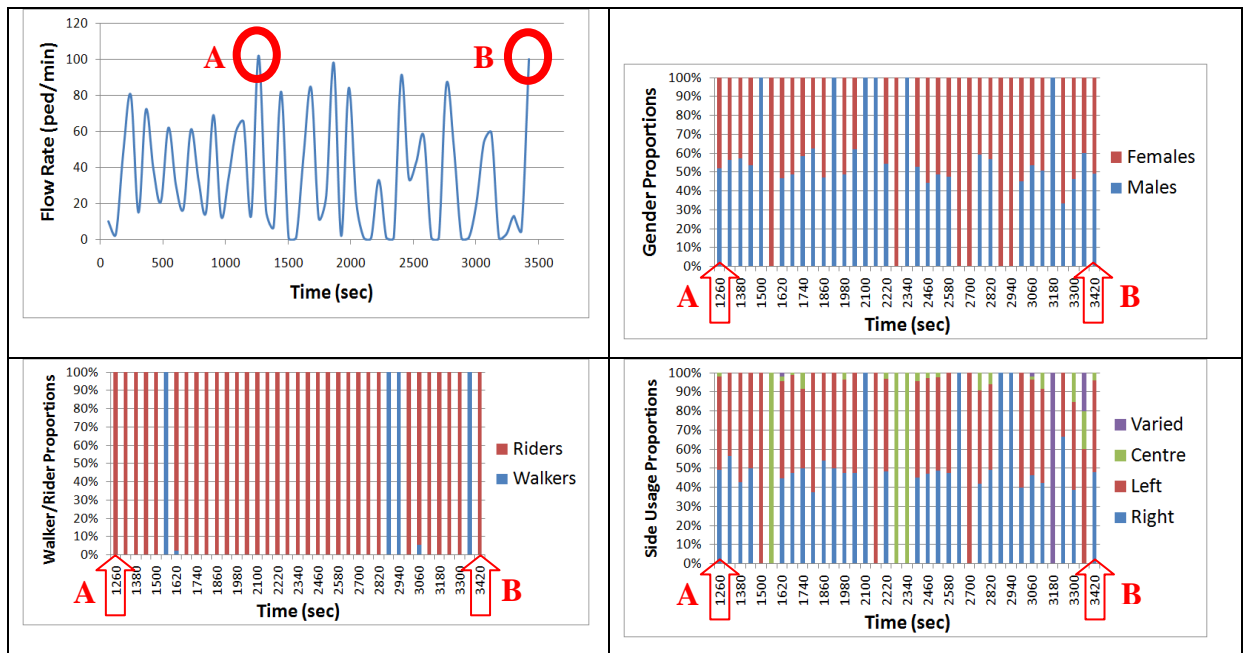 120
100
80
60
40
20
0
0 500 1000 1500 2000 2500 3000 3500
Flow Rate (ped/min)
Time (sec)
A
B
100%
90%
80%
70%
60%
50%
40%
30%
20%
10%
0%
Gender Proportions
Females
Males
1260 1380 1500 1620 1740 1860 1980 2100 2220 2340 2460 2580 2700 2820 2940 3060 3180 3300 3420
A
B
Time (sec)
100%
90%
80%
70%
60%
50%
40%
30%
20%
10%
0%
Walker/Rider Proportions
Riders
Walkers
1260 1380 1500 1620 1740 1860 1980 2100 2220 2340 2460 2580 2700 2820 2940 3060 3180 3300 3420
A
B
Time (sec)
100%
90%
80%
70%
60%
50%
40%
30%
20%
10%
0%
Side Usage Proportions
Varied
Centre
Left
Right
1260 1380 1500 1620 1740 1860 1980 2100 2220 2340 2460 2580 2700 2820 2940 3060 3180 3300 3420
A
B
Time (sec)